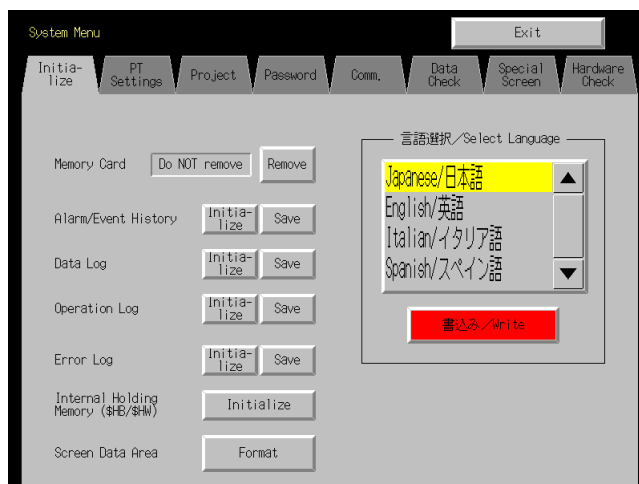 System Menu
Exit
Initia-
lize
PT
Settings
Project
Password
Comm.
Data
Check
Special
Screen
Hardware
Check
Memory Card
Do NOT remove
Remove
Alarm/Event History
Initia-
lize
Save
Data Log
Initia-
lize
Save
Operation Log
Initia-
lize
Save
Error Log
Initia-
lize
Save
Internal Holding
Memory ($HB/$HW)
Initialize
Screen Data Area
Format
言語選択/Select Language
Japanese/日本語
English/英語
Italian/イタリア語
Spanish/スペイン語
書込み/Write